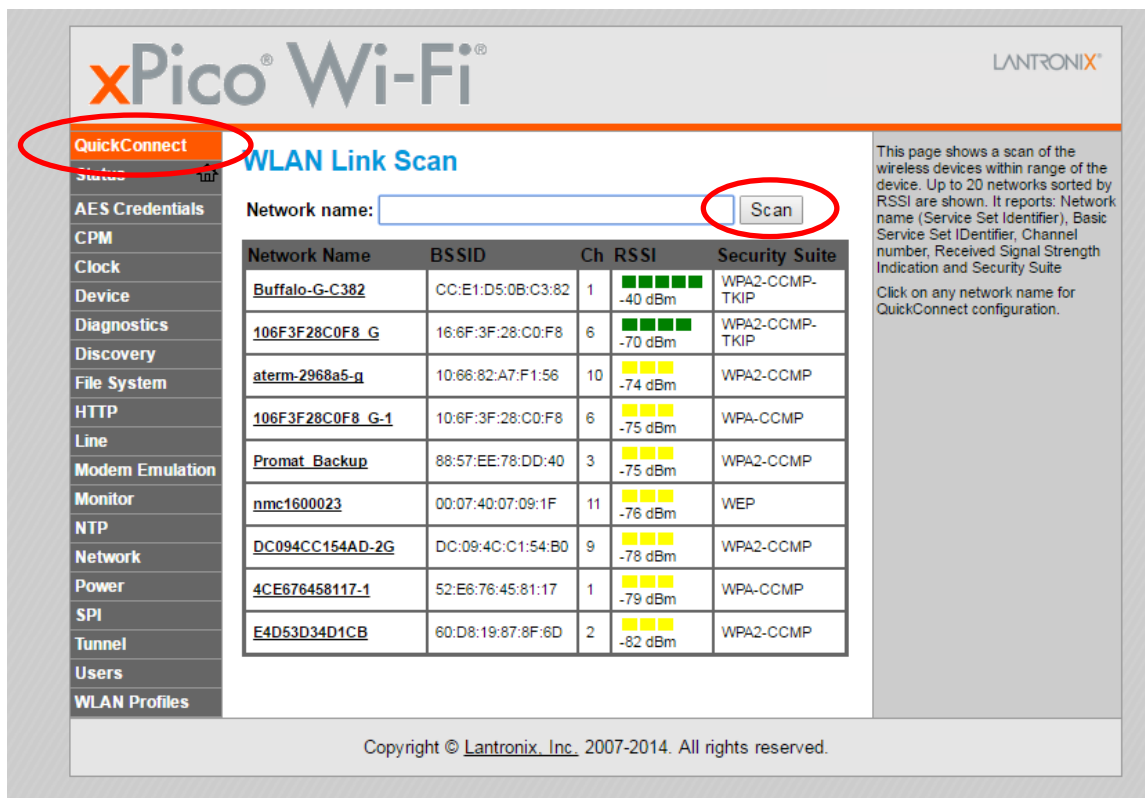 xPico® Wi-Fi®
LANTRONIX®
QuickConnect
Status
AES Credentials
CPM
Clock
Device
Diagnostics
Discovery
File System
HTTP
Line
Modem Emulation
Monitor
NTP
Network
Power
SPI
Tunnel
Users
WLAN Profiles
WLAN Link Scan
Network name:
Scan
Network Name BSSID Ch RSSI Security Suite
Buffalo-G-C382 CC:E1:D5:0B:C3:82 1 -40 dBm WPA2-CCMP-
TKIP
106F3F28C0F8_G 16:6F:3F:28:C0:F8 6 -70 dBm WPA2-CCMP-
TKIP
aterm-2968a5-g 10:66:82:A7:F1:56 10 -74 dBm WPA2-CCMP
106F3F28C0F8_G-1 10:6F:3F:28:C0:F8 6 -75 dBm WPA-CCMP
Promat_Backup 88:57:EE:78:DD:40 3 -75 dBm WPA2-CCMP
nmc1600023 00:07:40:07:09:1F 11 -76 dBm WEP
DC094CC154AD-2G DC:09:4C:C1:54:B0 9 -78 dBm WPA2-CCMP
4CE676458117-1 52:E6:76:45:81:17 1 -79 dBm WPA-CCMP
E4D53D34D1CB 60:D8:19:87:8F:6D 2 -82 dBm WPA2-CCMP
This page shows a scan of the
wireless devices within range of the
device. Up to 20 networks sorted by
RSSI are shown. It reports: Network
name (Service Set Identifier), Basic
Service Set IDentifier, Channel
number, Received Signal Strength
Indication and Security Suite
Click on any network name for
QuickConnect configuration.
Copyright © Lantronix, Inc. 2007-2014. All rights reserved.